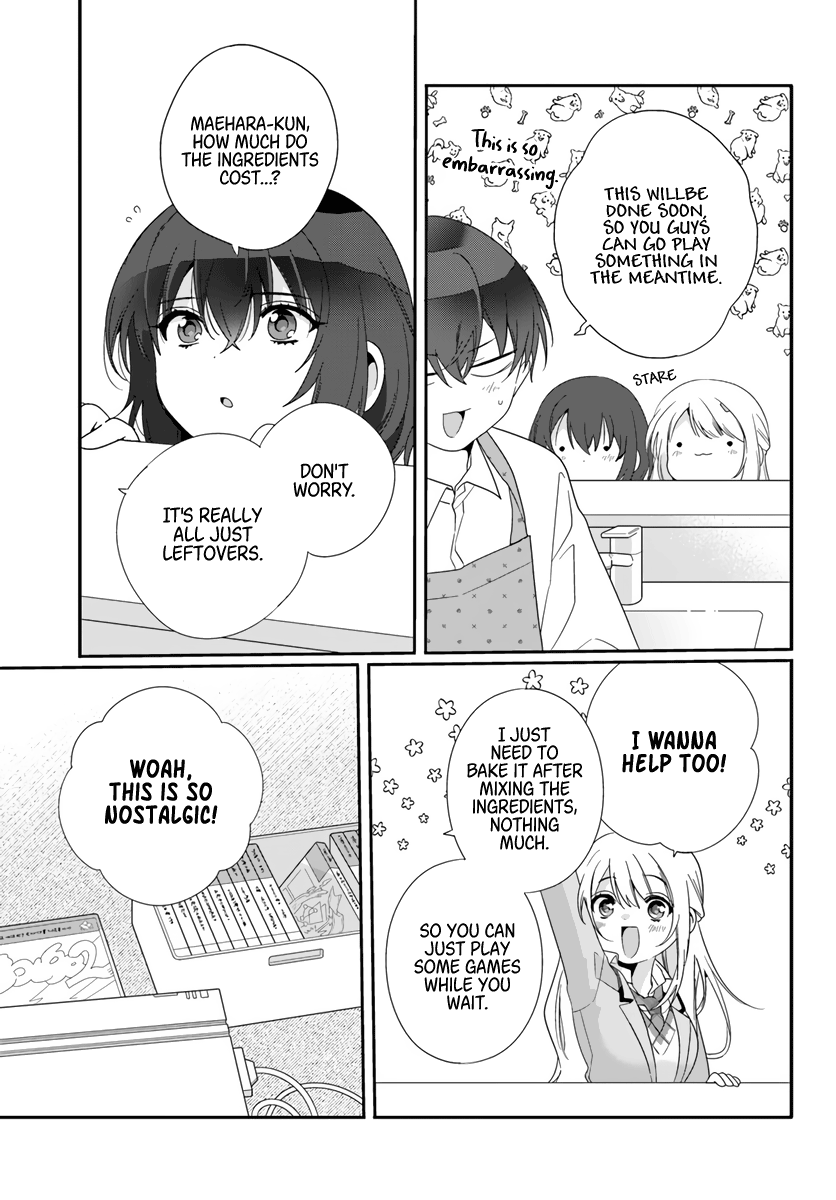 THIS WILLBE
DONE SOON,
SO YOU GUYS
CAN GO PLAY
SOMETHING IN
THE MEANTIME.
This is so
embarrassing.
STARE
MAEHARA-KUN,
HOW MUCH DO
THE INGREDIENTS
COST...?
DON'T
WORRY.
IT'S REALLY
ALL JUST
LEFTOVERS.
I WANNA
HELP TOO!
I JUST
NEED TO
BAKE IT AFTER
MIXING THE
INGREDIENTS,
NOTHING
MUCH.
SO YOU CAN
JUST PLAY
SOME GAMES
WHILE YOU
WAIT.
WOAH,
THIS IS SO
NOSTALGIC!